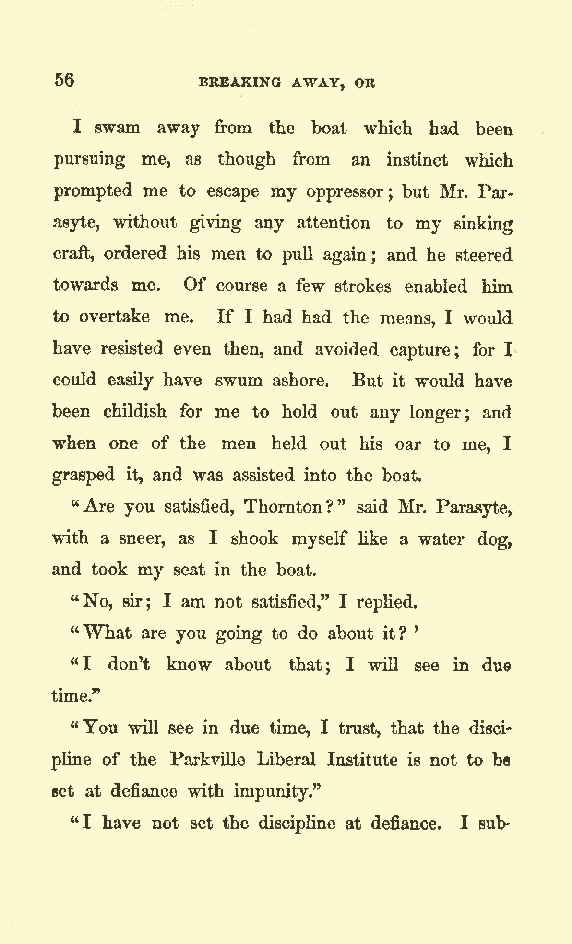 56 BREAKING AWAY, OR
I swam away from the boat which had been
pursuing me, as though from an instinct which
prompted me to escape my oppressor; but Mr. Par-
asyte, without giving any attention to my sinking
craft, ordered his men to pull again; and he steered
towards me. Of course a few strokes enabled him
to overtake me. If I had had the means, I would
have resisted even then, and avoided capture; for I
could easily have swum ashore. But it would have
been childish for me to hold out any longer; and
when one of the men held out his oar to me, I
grasped it, and was assisted into the boat.
"Are you satisfied, Thornton?" said Mr. Parasyte,
with a sneer, as I shook myself like a water dog,
and took my seat in the boat.
"No, sir; I am not satisfied," I replied.
"What are you going to do about it? '
"I don't know about that; I will see in due
time."
"You will see in due time, I trust, that the disci-
pline of the Parkville Liberal Institute is not to be
set at defiance with impunity."
"I have not set the discipline at defiance. I sub-